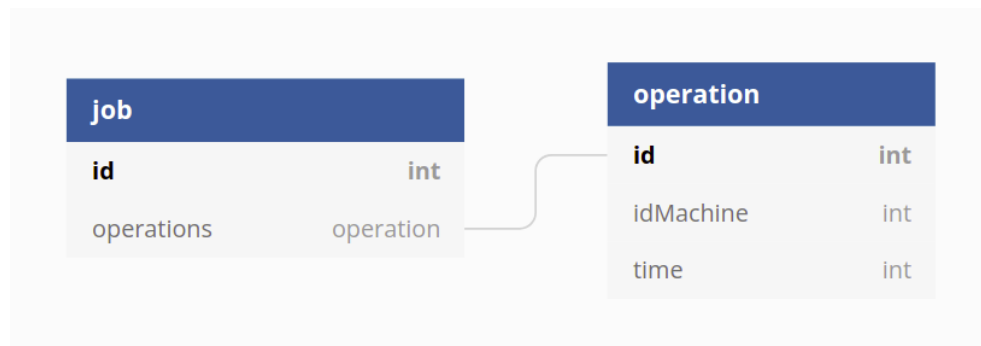 job
id int
operations operation
operation
id int
idMachine int
time int